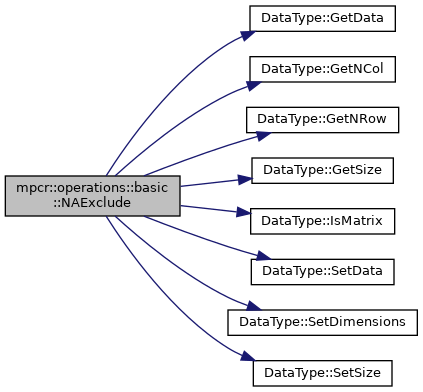 mpcr::operations::basic
::NAExclude
DataType::GetData
DataType::GetNCol
DataType::GetNRow
DataType::GetSize
DataType::IsMatrix
DataType::SetData
DataType::SetDimensions
DataType::SetSize